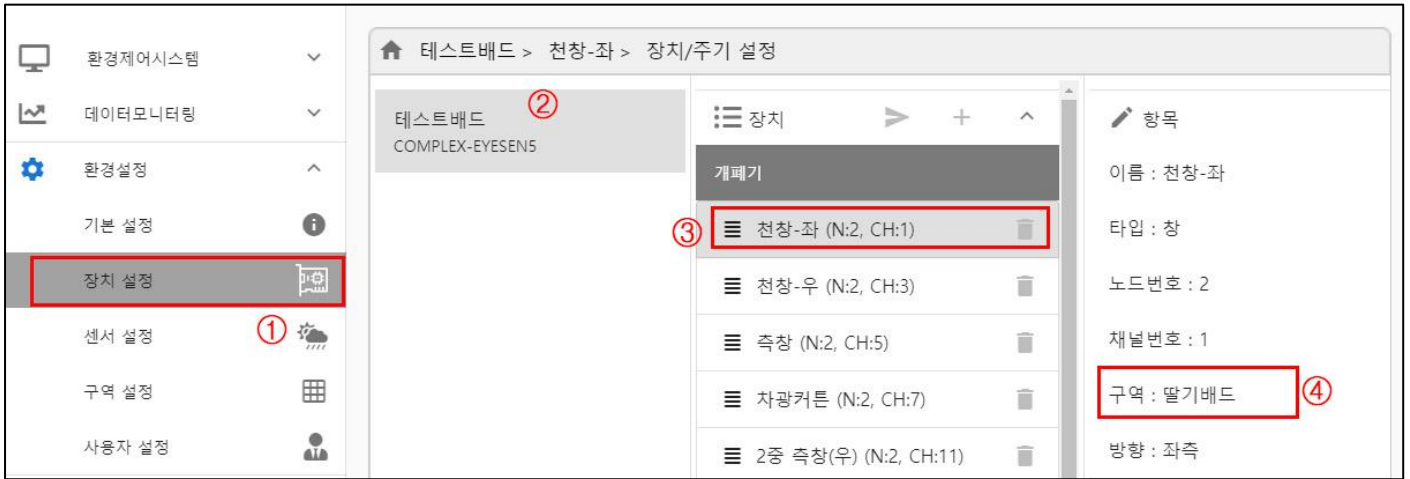 환경제어시스템
데이터모니터링
환경설정
기본 설정
장치 설정
①
센서 설정
구역 설정
사용자 설정
테스트배드 > 천창-좌 > 장치/주기 설정
테스트배드
②
COMPLEX-EYESEN5
장치
개폐기
③
천창-좌 (N:2, CH:1)
천창-우 (N:2, CH:3)
측창 (N:2, CH:5)
차광커튼 (N:2, CH:7)
2중 측창(우) (N:2, CH:11)
항목
이름 : 천창-좌
타입 : 창
노드번호 : 2
채널번호 : 1
구역 : 딸기배드
④
방향 : 좌측